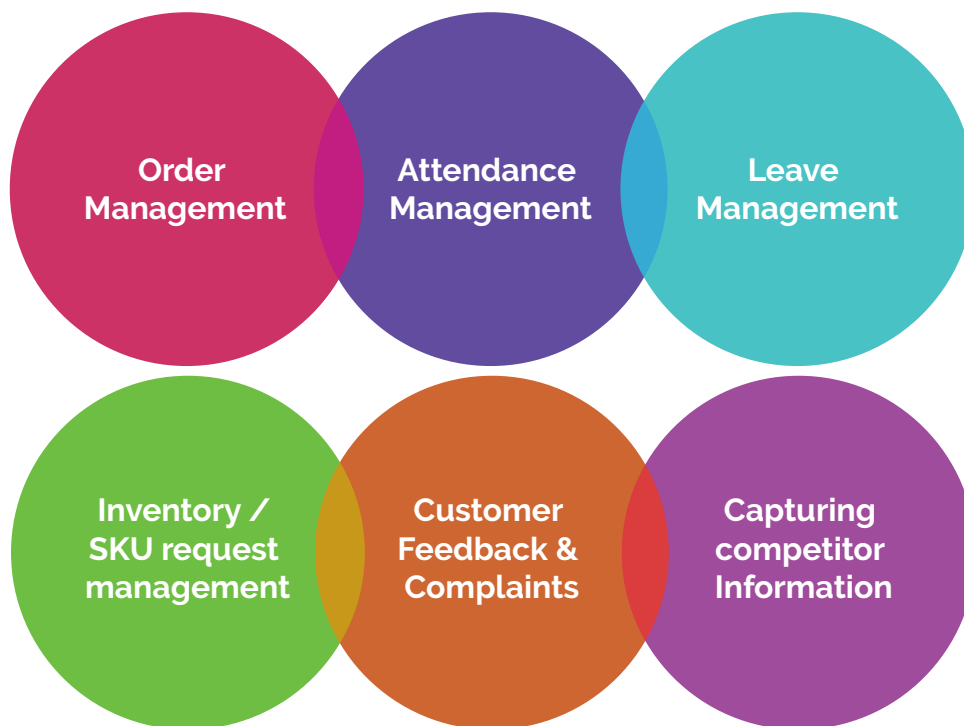 Order
Management
Attendance
Management
Leave
Management
Inventory /
SKU request
management
Customer
Feedback &
Complaints
Capturing
competitor
Information